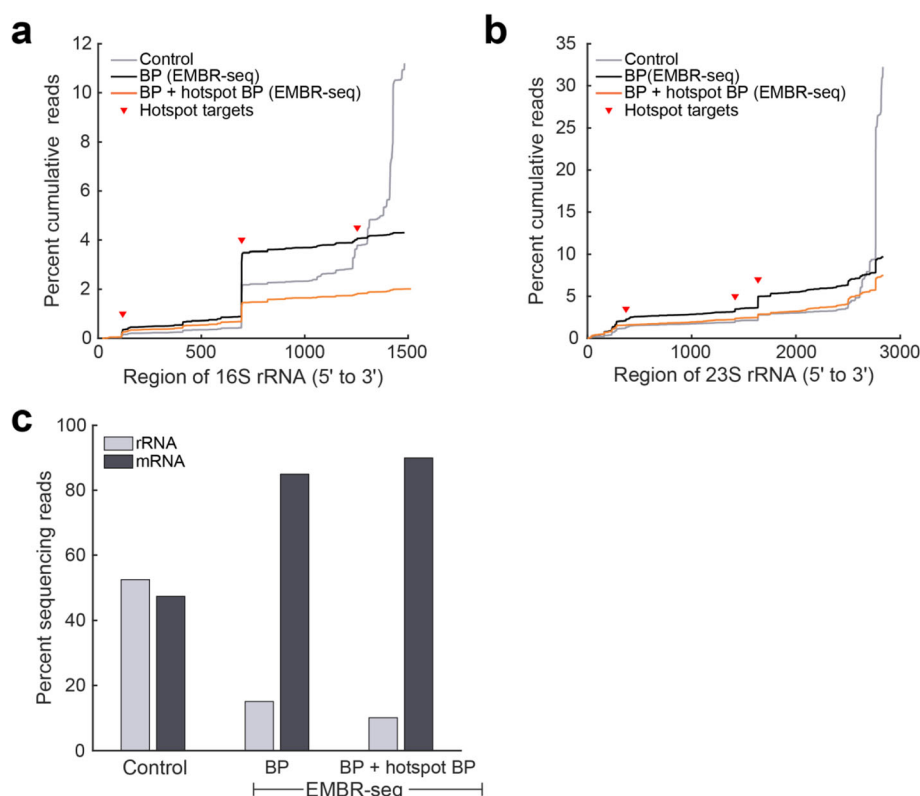 a
12
10
8
6
4
2
0
Percent cumulative reads
Control
BP (EMBR-seq)
BP + hotspot BP (EMBR-seq)
Hotspot targets
0
500
1000
1500
Region of 16S rRNA (5' to 3')
b
35
30
25
20
15
10
5
0
Percent cumulative reads
Control
BP(EMBR-seq)
BP + hotspot BP (EMBR-seq)
Hotspot targets
0
1000
2000
3000
Region of 23S rRNA (5' to 3')
c
100
80
60
40
20
0
Percent sequencing reads
rRNA
mRNA
Control
BP
BP + hotspot BP
EMBR-seq